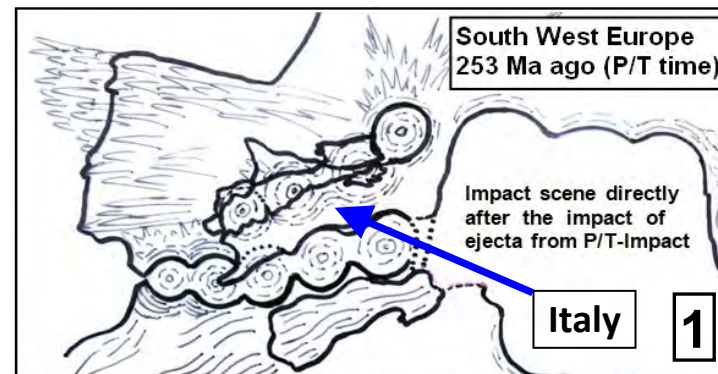 South West Europe
253 Ma ago (P/T time)
Impact scene directly
after the impact of
ejecta from P/T-Impact
Italy
1